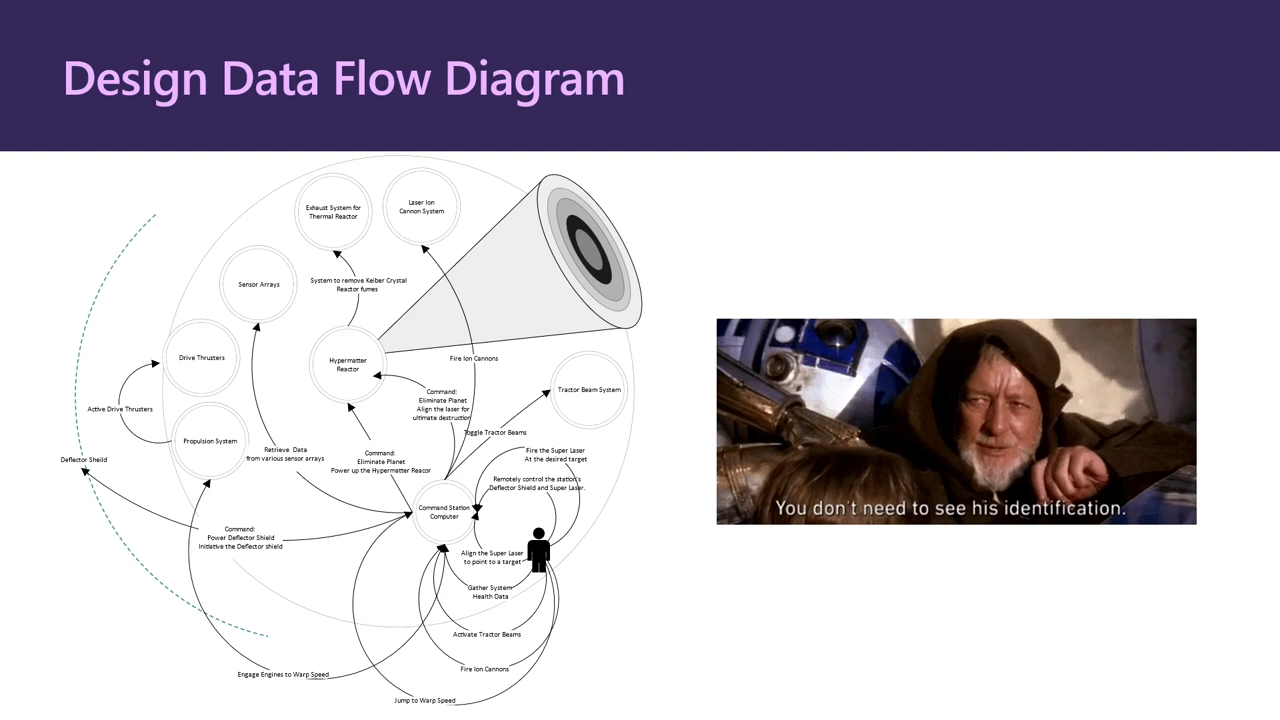 Design Data Flow Diagram
Exhaust System for
Thermal Reactor
Laser Ion
Cannon System
Sensor Arrays
System to remove Keiber Crystal
Reactor fumes
Drive Thrusters
Hypermatter
Reactor
Fire Ion Cannons
Tractor Beam System
Command:
Eliminate Planet
Align the laser for
ultimate destruction
Active Drive Thrusters
Toggle Tractor Beams
Propulsion System
Retrieve Data
from various sensor arrays
Command:
Eliminate Planet
Power up the Hypermatter Reactor
Fire the Super Laser
At the desired target
Deflector Sheild
Remotely control the station's
Deflector Shield and Super Laser.
Command Station
Computer
Command:
Power Deflector Shield
Initiative the Deflector shield
Align the Super Laser
to point to a target
Gather System
Health Data
Activate Tractor Beams
Fire Ion Cannons
Engage Engines to Warp Speed
Jump to Warp Speed
You don't need to see his identification.